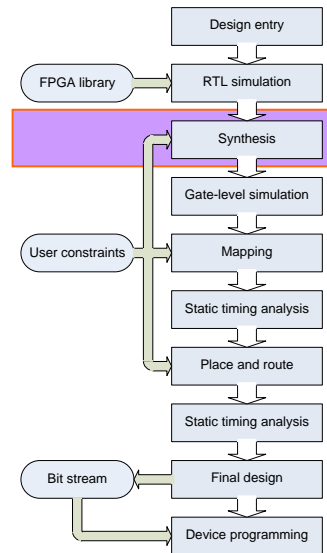 Design entry
FPGA library
RTL simulation
Synthesis
Gate-level simulation
User constraints
Mapping
Static timing analysis
Place and route
Static timing analysis
Bit stream
Final design
Device programming